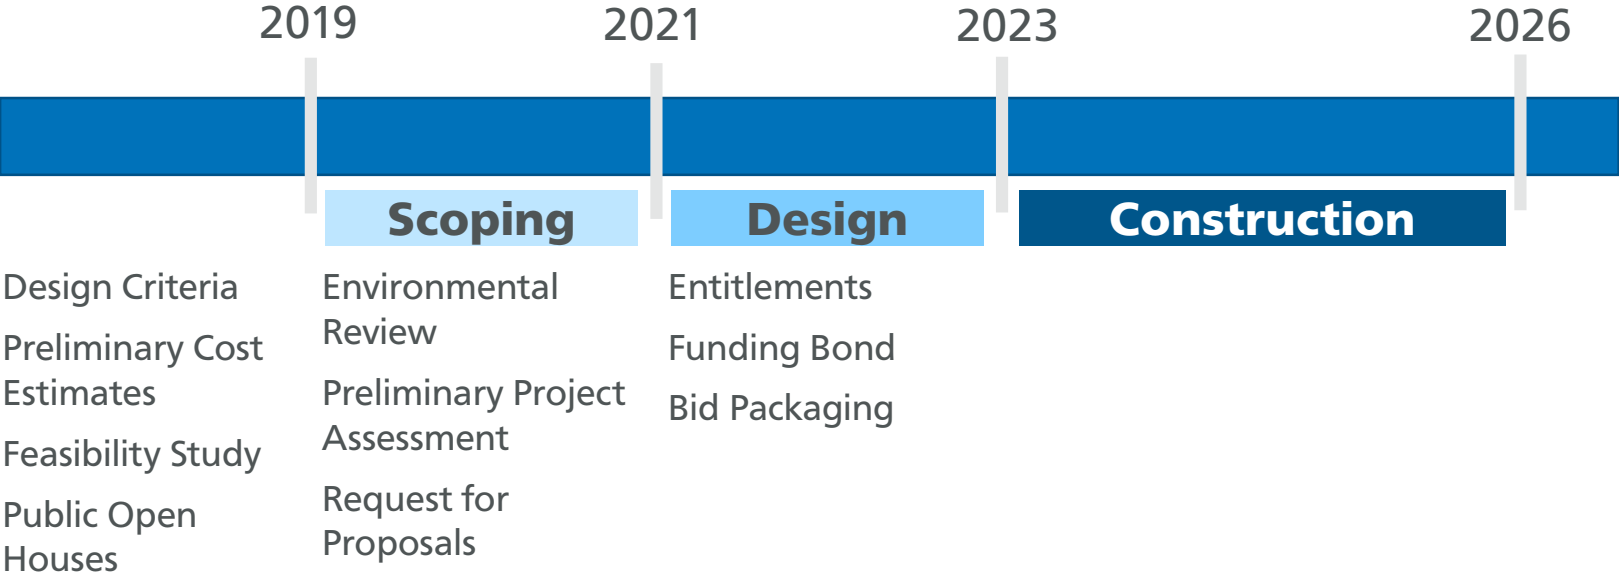 2019
2021
2023
2026
Scoping
Design
Construction
Design Criteria
Preliminary Cost
Estimates
Feasibility Study
Public Open
Houses
Environmental
Review
Preliminary Project
Assessment
Request for
Proposals
Entitlements
Funding Bond
Bid Packaging